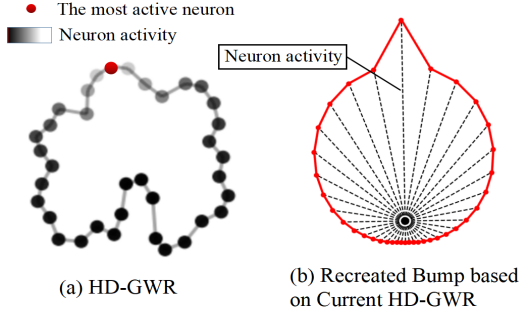 The most active neuron
Neuron activity
Neuron activity
(a) HD-GWR
(b) Recreated Bump based
on Current HD-GWR